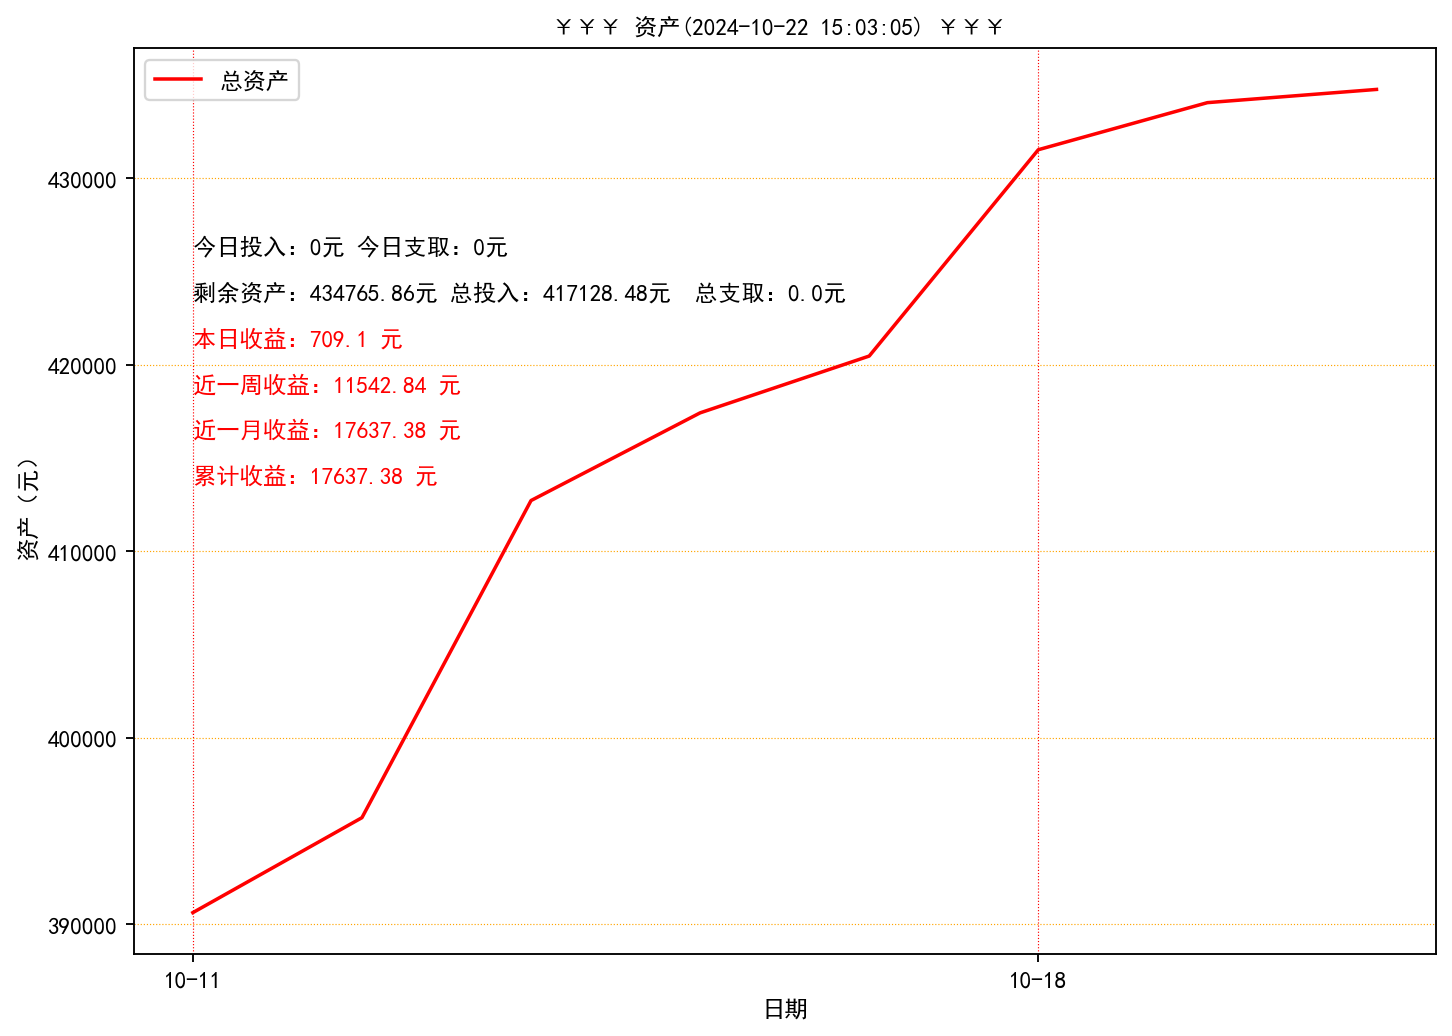 ￥￥￥ 资产(2024-10-22 15:03:05) ￥￥￥
总资产
430000
今日投入：0元 今日支取：0元
剩余资产：434765.86元 总投入：417128.48元  总支取：0.0元
本日收益：709.1 元
420000
近一周收益：11542.84 元
近一月收益：17637.38 元
累计收益：17637.38 元
资产（元）
410000
400000
390000
10-11
10-18
日期